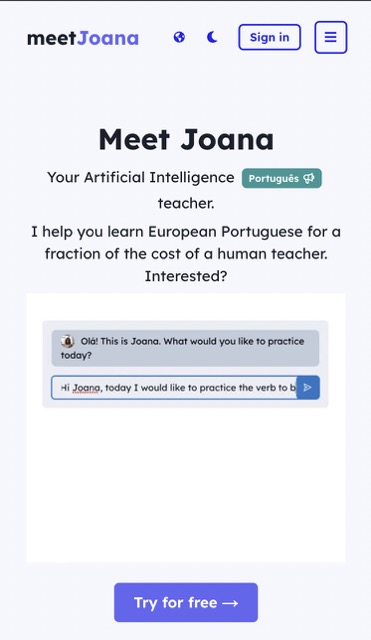 meetJoana
Sign in
Meet Joana
Your Artificial Intelligence Português
teacher.
I help you learn European Portuguese for a
fraction of the cost of a human teacher.
Interested?
Olá! This is Joana. What would you like to practice
today?
Hi Joana, today I would like to practice the verb to b
Try for free →